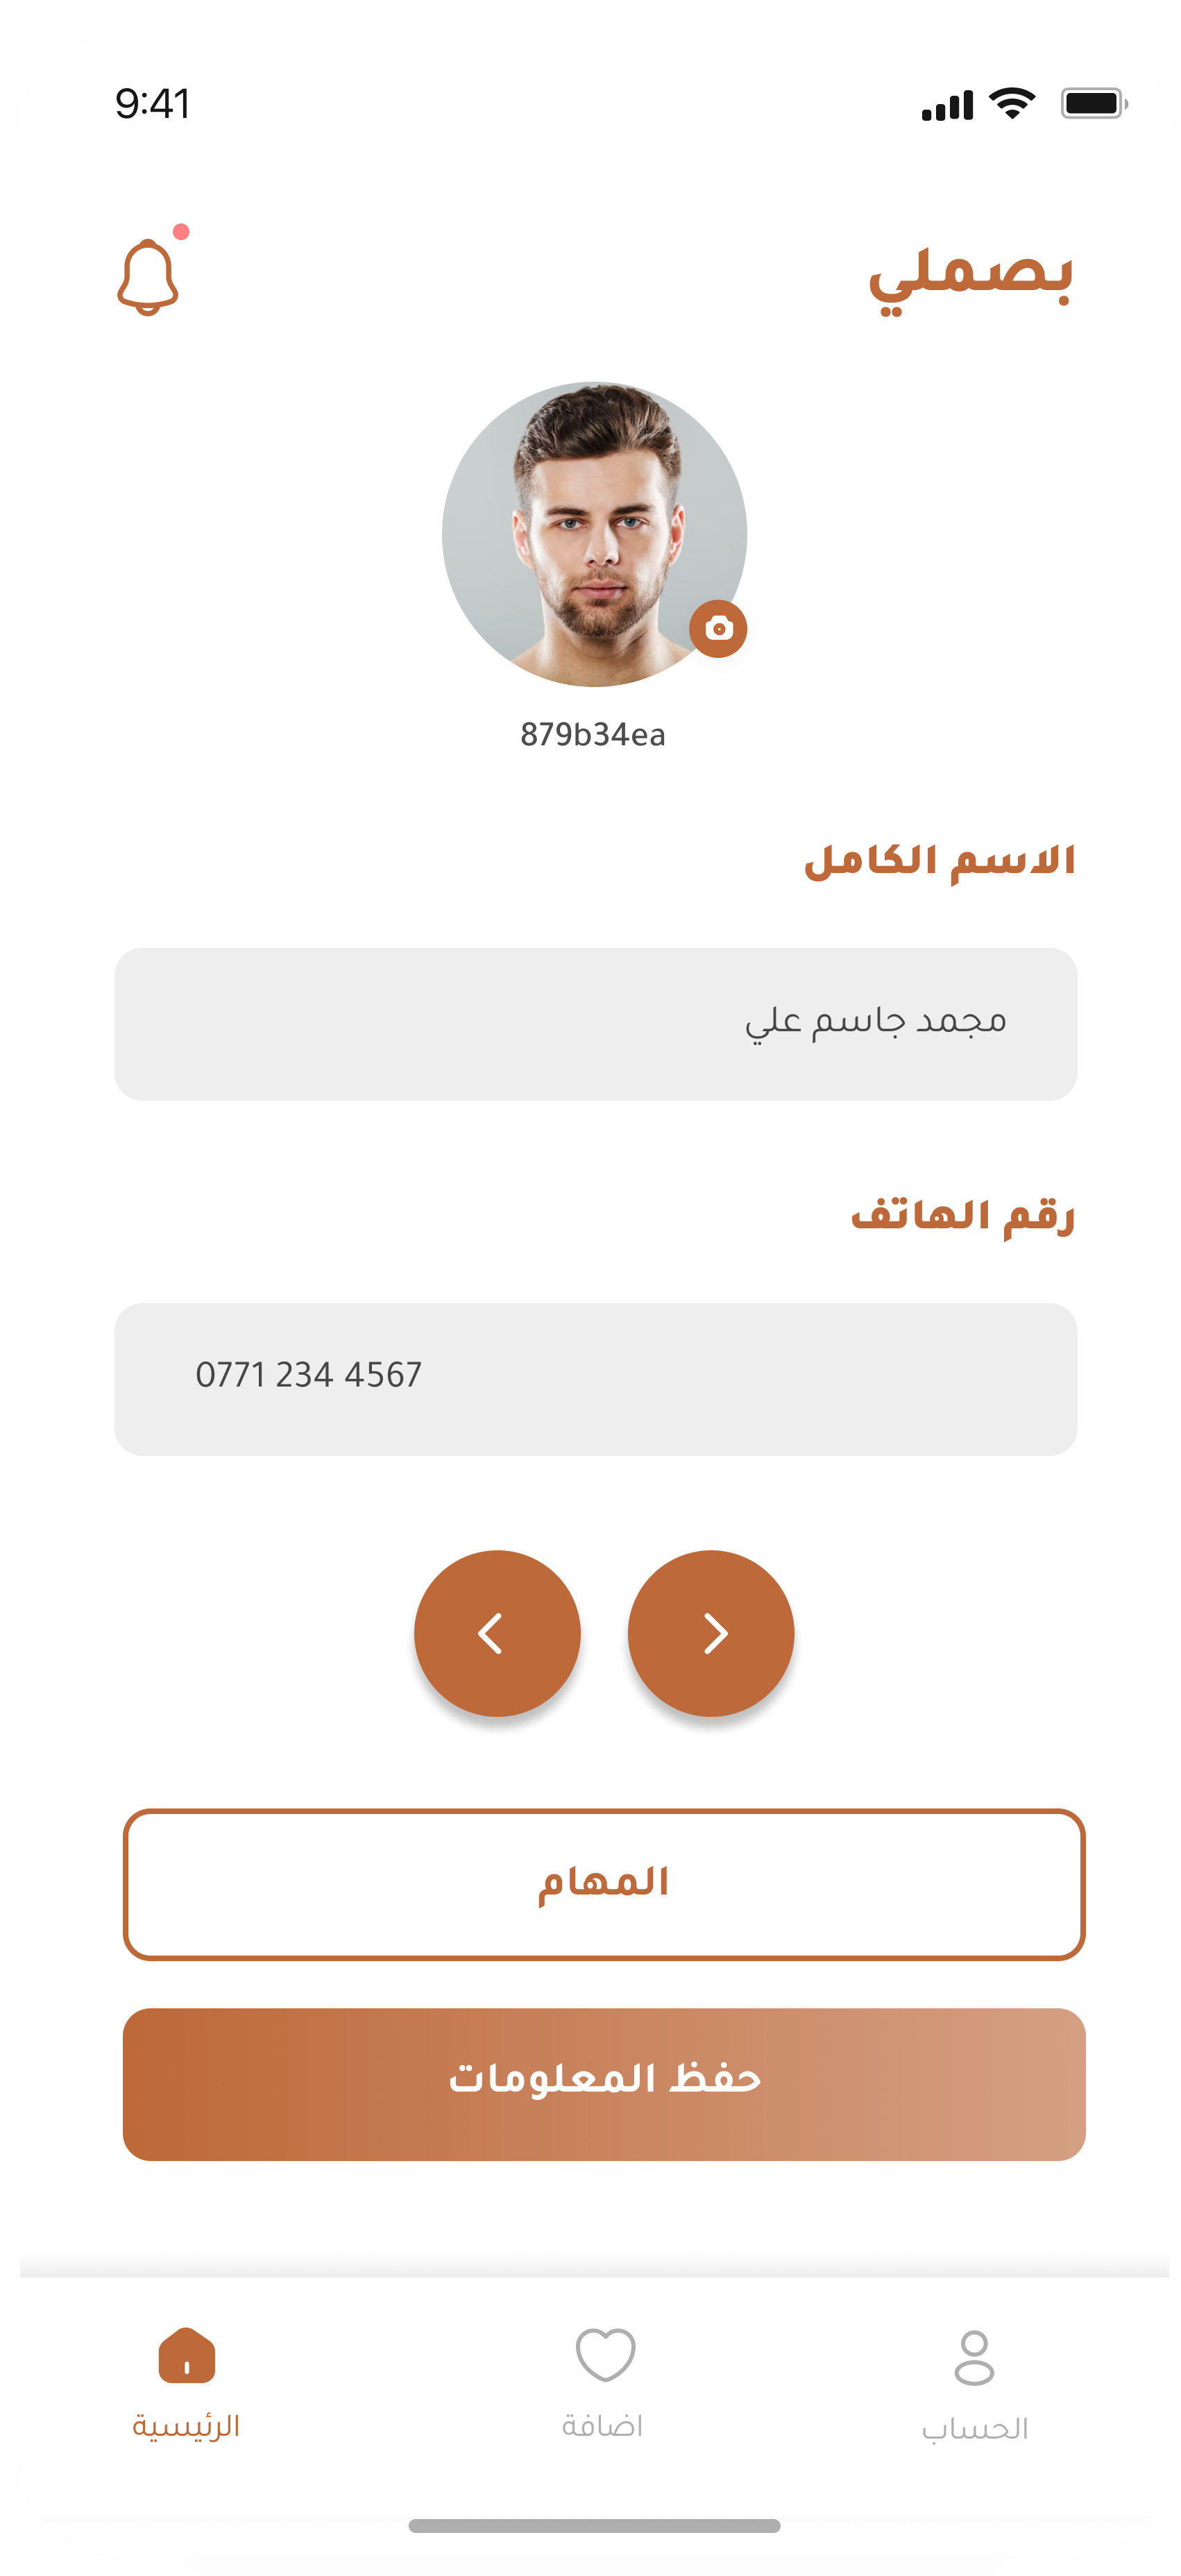 9:41
بصملي
879b34ea
الاسم الكامل
مجمد جاسم علي
رقم الهاتف
0771 234 4567
المهام
حفظ المعلومات
الحساب
اضافة
الرئيسية